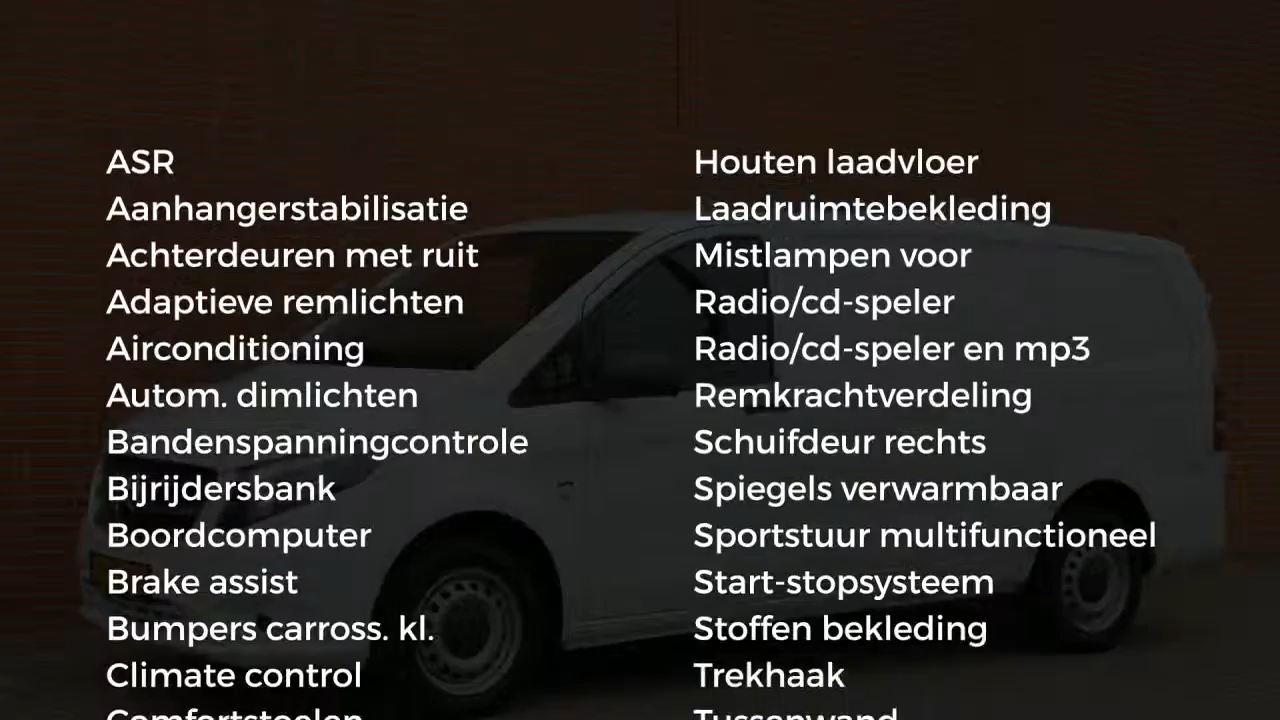 ASR
Aanhangerstabilisatie
Achterdeuren met ruit
Adaptieve remlichten
Airconditioning
Autom. dimlichten
Bandenspanningcontrole
Bijrijdersbank
Boordcomputer
Brake assist
Bumpers carross. kl.
Climate control
Comfortstoelen
Houten laadvloer
Laadruimtebekleding
Mistlampen voor
Radio/cd-speler
Radio/cd-speler en mp3
Remkrachtverdeling
Schuifdeur rechts
Spiegels verwarmbaar
Sportstuur multifunctioneel
Start-stopsysteem
Stoffen bekleding
Trekhaak
Tussenwand